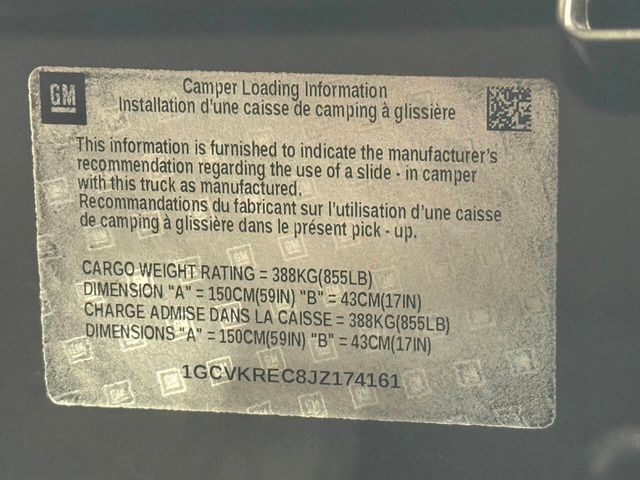 GM
Camper Loading Information
Installation d'une caisse de camping à glissière
This information is furnished to indicate the manufacturer's
recommendation regarding the use of a slide - in camper
with this truck as manufactured.
Recommandations du fabricant sur l'utilisation d'une caisse
de camping à glissière dans le présent pick - up.
CARGO WEIGHT RATING = 388KG(855LB)
DIMENSION "A" = 150CM(59IN) "B" = 43CM(17IN)
CHARGE ADMISE DANS LA CAISSE = 388KG(855LB)
DIMENSIONS "A" = 150CM(59IN) "B" = 43CM(17IN)
1GCVKREC8JZ174161